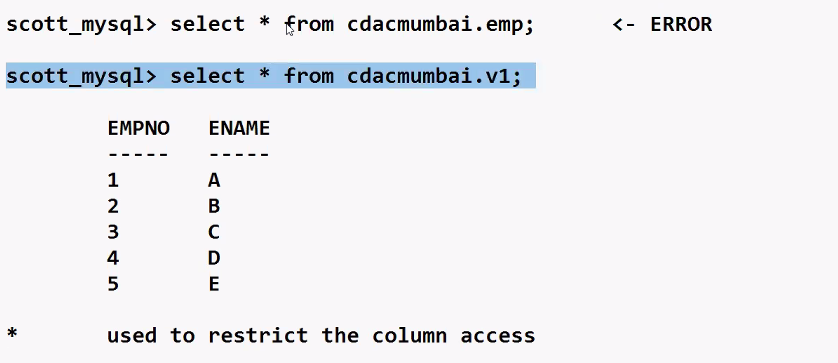 scott_mysql> select * from cdacmumbai.emp; <- ERROR
scott_mysql> select * from cdacmumbai.v1;
EMPNO ENAME
----- -----
1 A
2 B
3 C
4 D
5 E
* used to restrict the column access